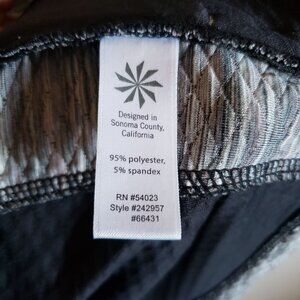 Designed in
Sonoma County,
California
95% polyester,
5% spandex
RN #54023
Style #242957
#66431